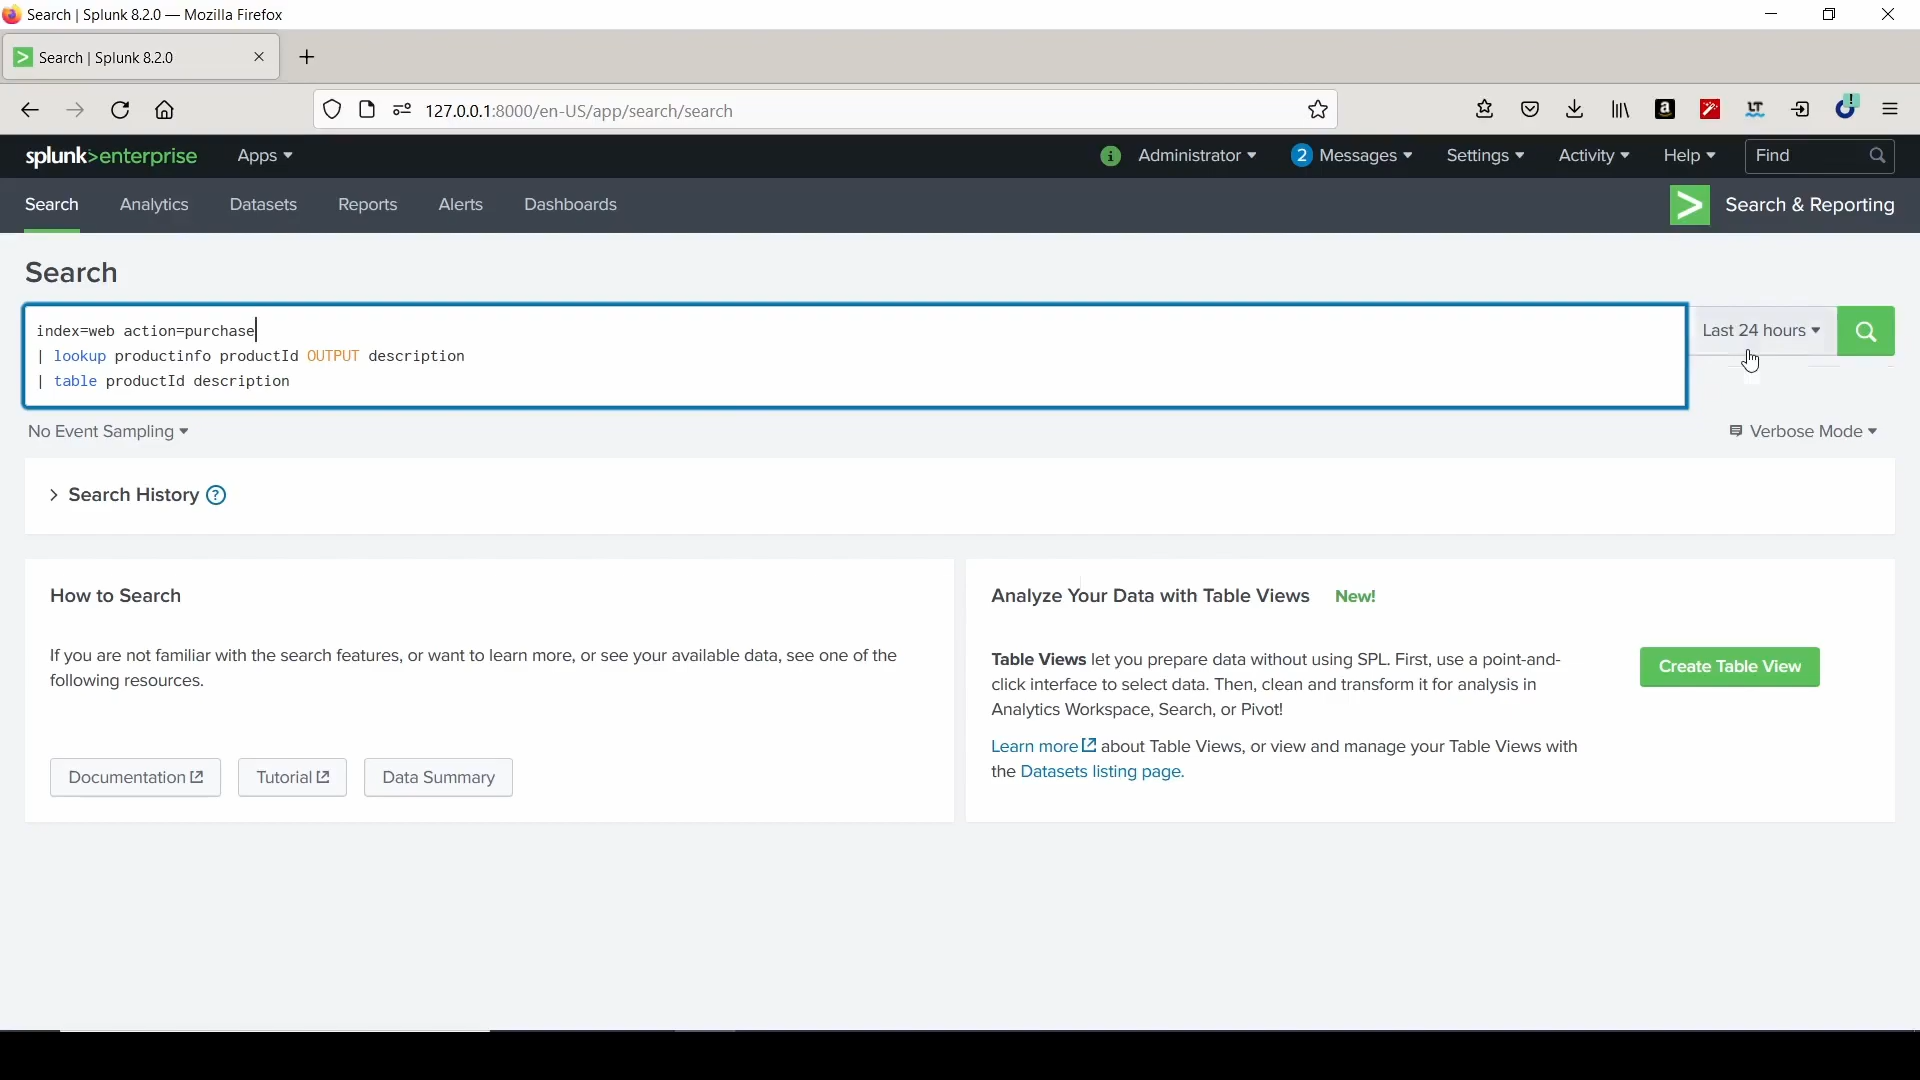 Search | Splunk 8.2.0 — Mozilla Firefox
Search | Splunk 8.2.0
127.0.0.1:8000/en-US/app/search/search
splunk>enterprise Apps Administrator 2 Messages Settings Activity Help Find
Search Analytics Datasets Reports Alerts Dashboards Search & Reporting
Search
index=web action=purchase
| lookup productinfo productId OUTPUT description
| table productId description
Last 24 hours
No Event Sampling Verbose Mode
Search History ?
How to Search
If you are not familiar with the search features, or want to learn more, or see your available data, see one of the
following resources.
Documentation Tutorial Data Summary
Analyze Your Data with Table Views New!
Table Views let you prepare data without using SPL. First, use a point-and-
click interface to select data. Then, clean and transform it for analysis in
Analytics Workspace, Search, or Pivot!
Learn more about Table Views, or view and manage your Table Views with
the Datasets listing page.
Create Table View